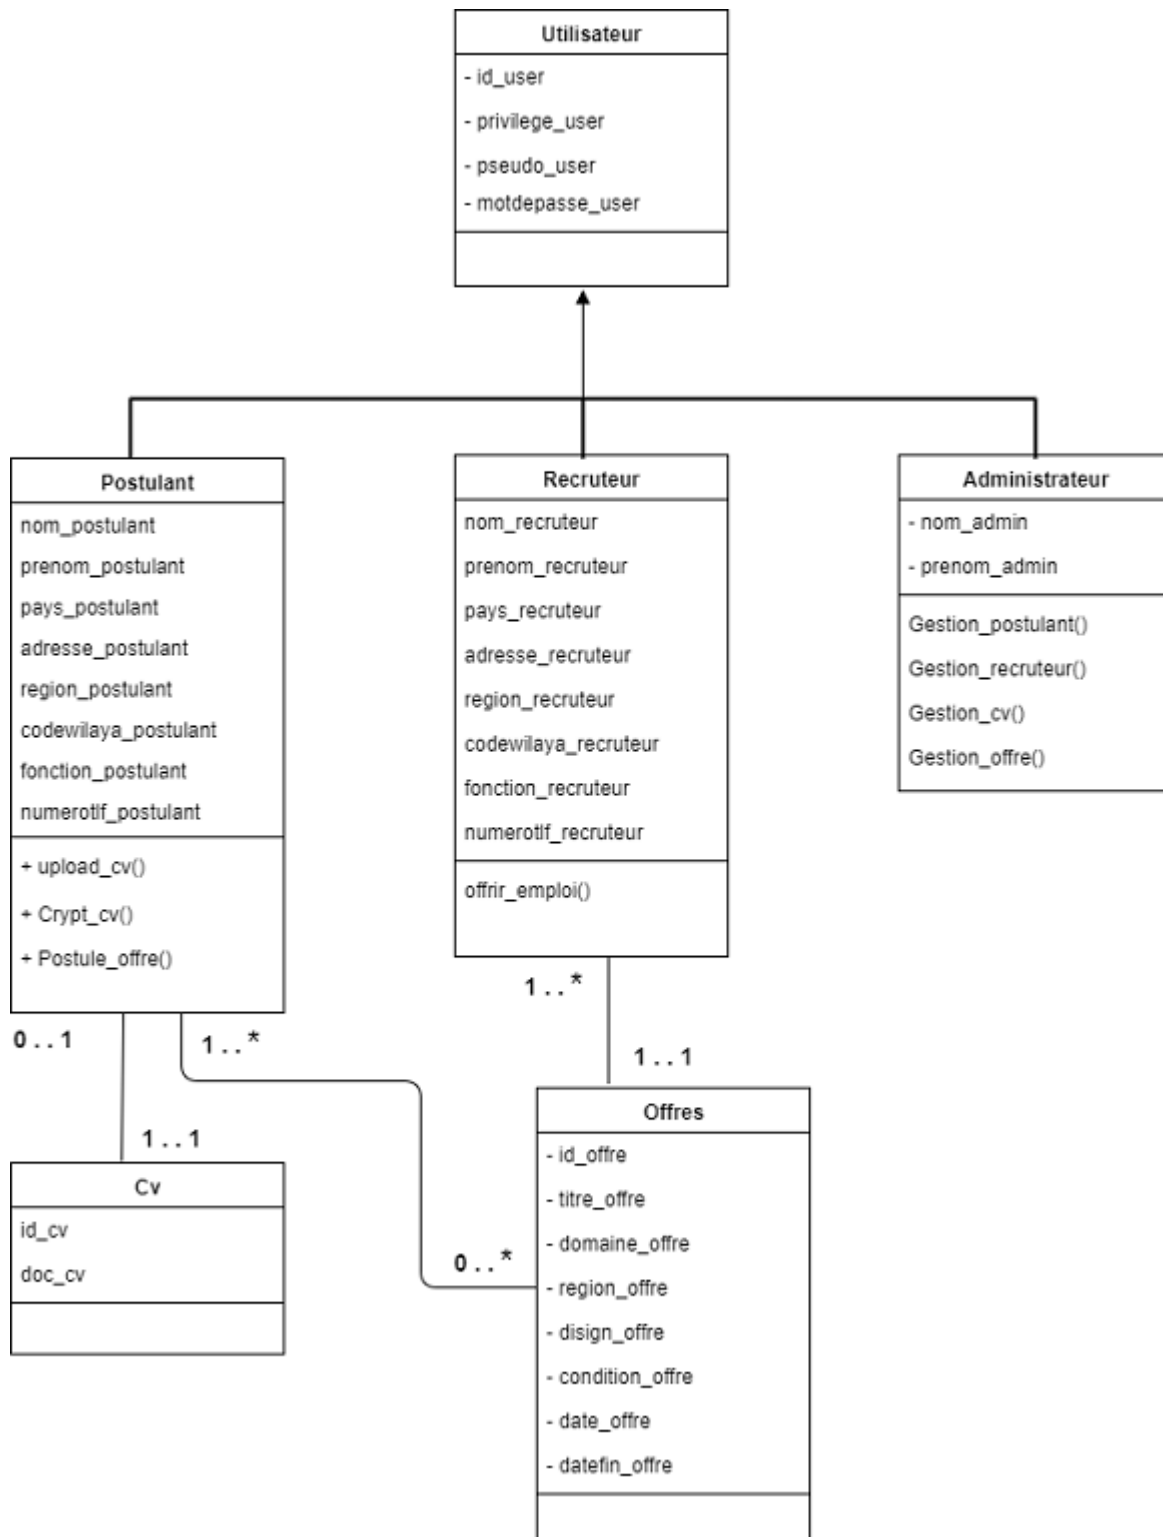 Utilisateur
- id_user
- privilege_user
- pseudo_user
- motdepasse_user
Postulant
nom_postulant
prenom_postulant
pays_postulant
adresse_postulant
region_postulant
codewilaya_postulant
fonction_postulant
numerotlf_postulant
+ upload_cv()
+ Crypt_cv()
+ Postule_offre()
Recruteur
nom_recruteur
prenom_recruteur
pays_recruteur
adresse_recruteur
region_recruteur
codewilaya_recruteur
fonction_recruteur
numerotlf_recruteur
offrir_emploi()
Administrateur
- nom_admin
- prenom_admin
Gestion_postulant()
Gestion_recruteur()
Gestion_cv()
Gestion_offre()
0..1
1..*
1..*
1..1
1..1
0..*
Cv
id_cv
doc_cv
Offres
- id_offre
- titre_offre
- domaine_offre
- region_offre
- disign_offre
- condition_offre
- date_offre
- datefin_offre